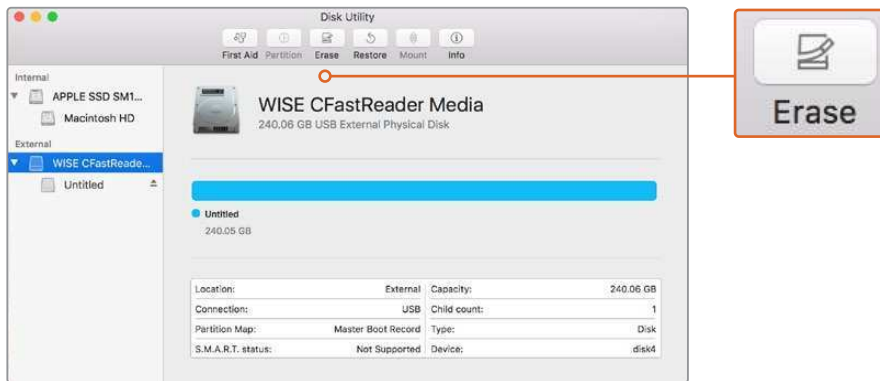 Disk Utility
First Aid Partition Erase Restore Mount Info
Erase
Internal
APPLE SSD SM1...
Macintosh HD
External
WISE CFastReade...
Untitled
WISE CFastReader Media
240.06 GB USB External Physical Disk
Untitled
240.05 GB
Location: External Capacity: 240.06 GB
Connection: USB Child count: 1
Partition Map: Master Boot Record Type: Disk
S.M.A.R.T. status: Not Supported Device: disk4